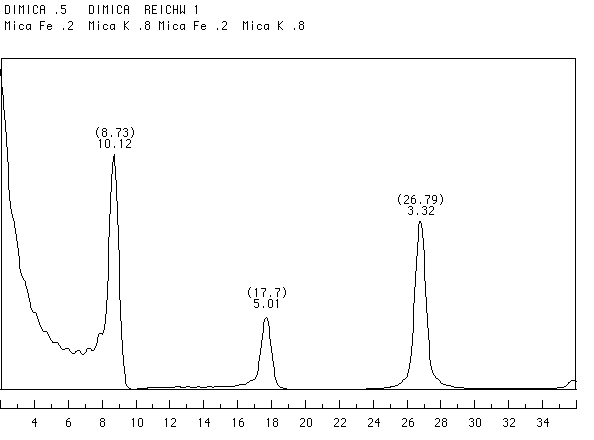 DIMICA .5 DIMICA REICHW 1
Mica Fe .2 Mica K .8 Mica Fe .2 Mica K .8
(8.73)
10.12
(26.79)
3.32
(17.7)
5.01
4 6 8 10 12 14 16 18 20 22 24 26 28 30 32 34